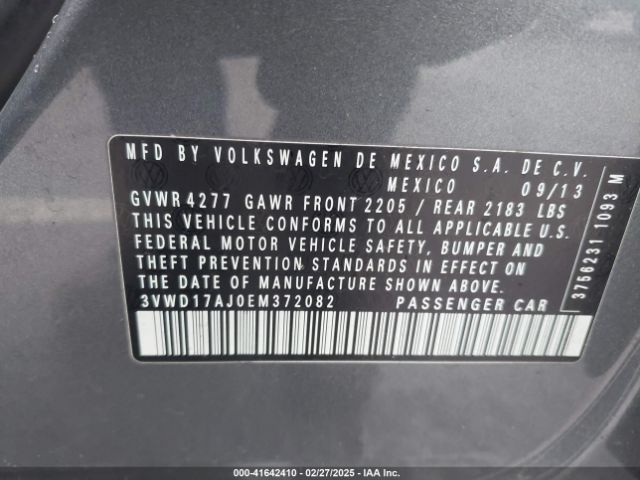 MFD BY VOLKSWAGEN DE MEXICO S.A. DE C.V.
MEXICO 09/13
GVWR 4277 GAWR FRONT 2205 / REAR 2183 LBS
THIS VEHICLE CONFORMS TO ALL APPLICABLE U.S.
FEDERAL MOTOR VEHICLE SAFETY, BUMPER AND
THEFT PREVENTION STANDARDS IN EFFECT ON
THE DATE OF MANUFACTURE SHOWN ABOVE.
3VWD17AJ0EM372082 PASSENGER CAR
3756231 1093 M
000-41642410 - 02/27/2025 - IAA Inc.